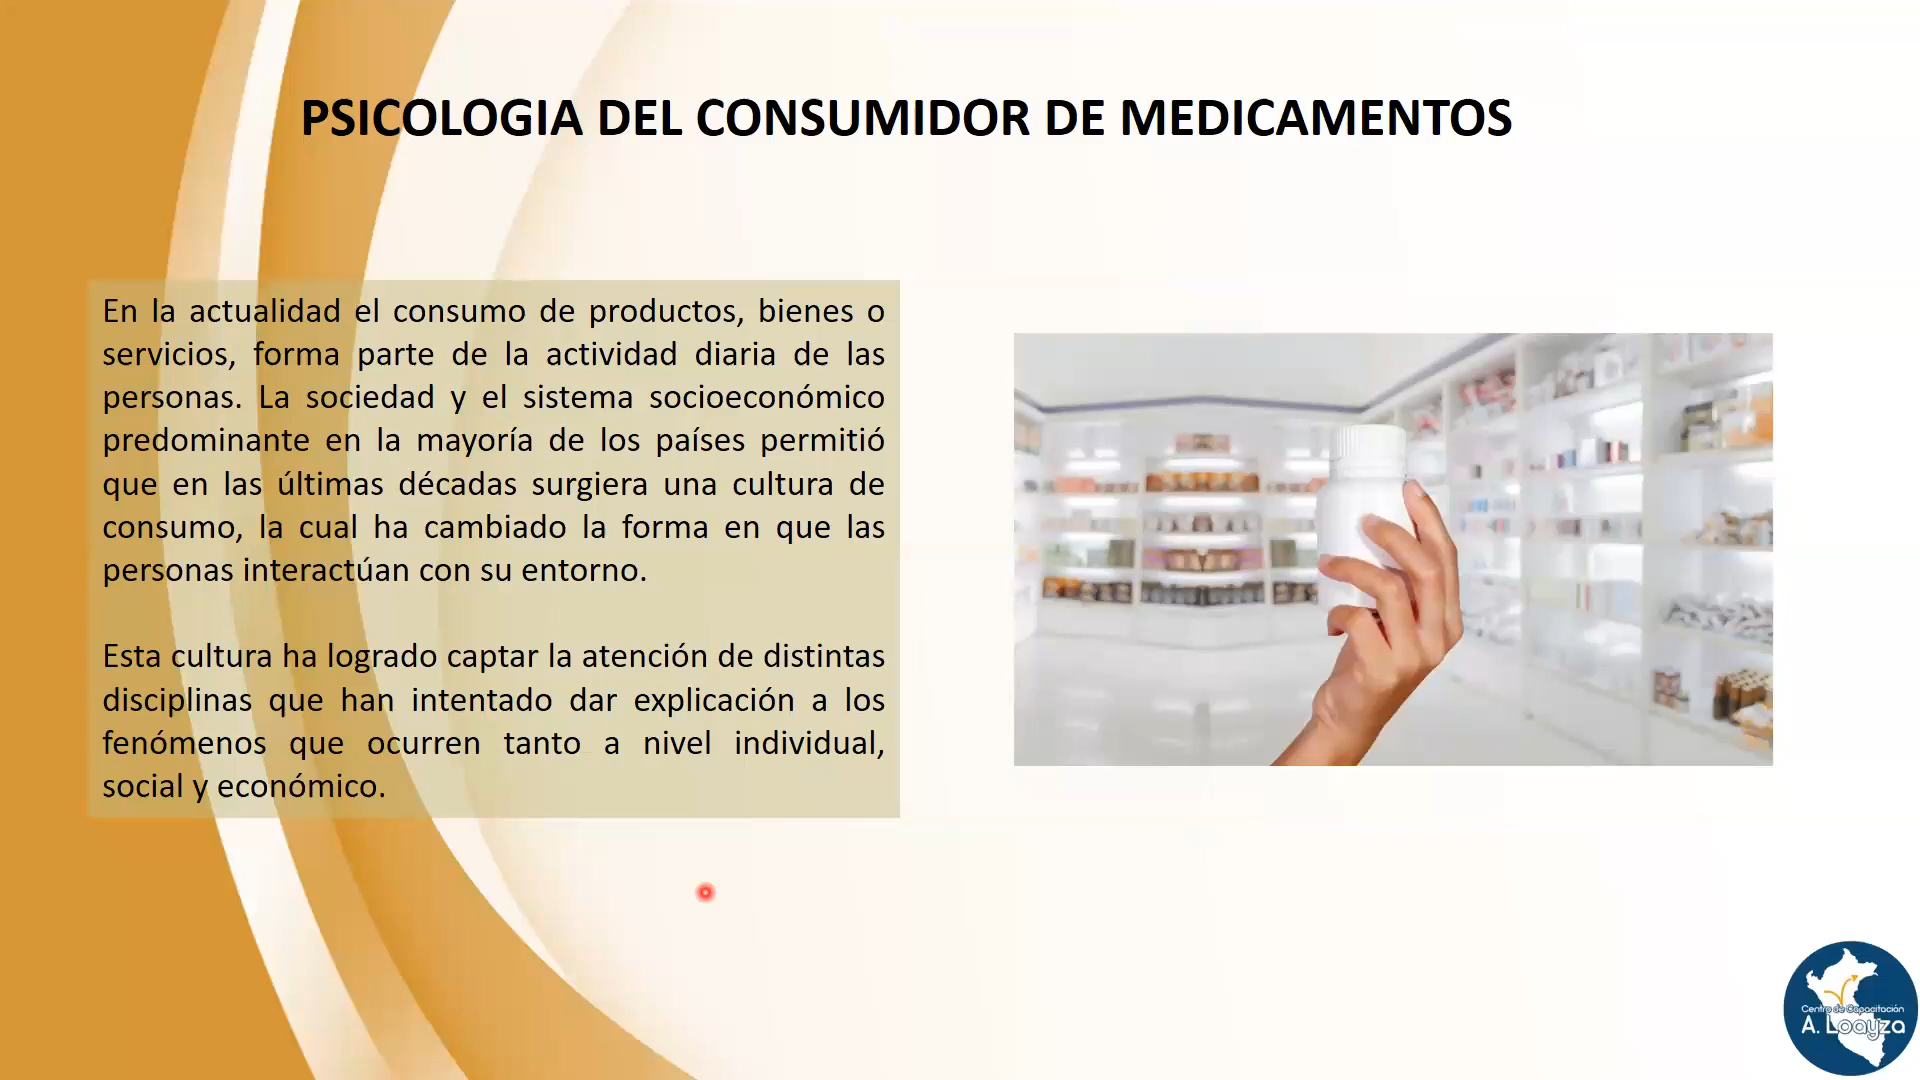 PSICOLOGIA DEL CONSUMIDOR DE MEDICAMENTOS
En la actualidad el consumo de productos, bienes o
servicios, forma parte de la actividad diaria de las
personas. La sociedad y el sistema socioeconómico
predominante en la mayoría de los países permitió
que en las últimas décadas surgiera una cultura de
consumo, la cual ha cambiado la forma en que las
personas interactúan con su entorno.
Esta cultura ha logrado captar la atención de distintas
disciplinas que han intentado dar explicación a los
fenómenos que ocurren tanto a nivel individual,
social y económico.
Centro de Capacitación
A. Loayza